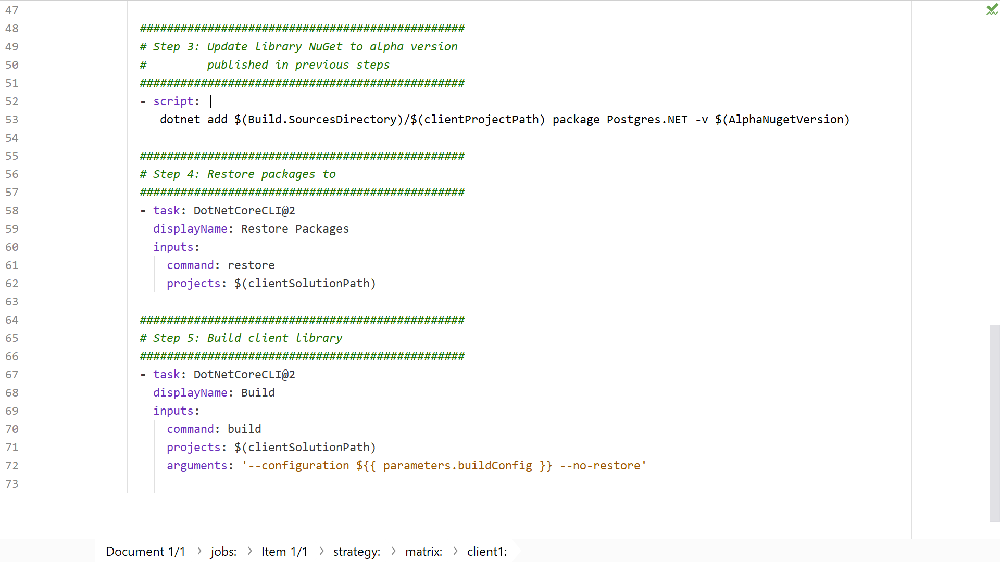 47
48 ################################################
49 # Step 3: Update library NuGet to alpha version
50 #         published in previous steps
51 ################################################
52 - script: |
53    dotnet add $(Build.SourcesDirectory)/$(clientProjectPath) package Postgres.NET -v $(AlphaNugetVersion)
54
55 ################################################
56 # Step 4: Restore packages to
57 ################################################
58 - task: DotNetCoreCLI@2
59   displayName: Restore Packages
60   inputs:
61     command: restore
62     projects: $(clientSolutionPath)
63
64 ################################################
65 # Step 5: Build client library
66 ################################################
67 - task: DotNetCoreCLI@2
68   displayName: Build
69   inputs:
70     command: build
71     projects: $(clientSolutionPath)
72     arguments: '--configuration ${{ parameters.buildConfig }} --no-restore'
73
Document 1/1 > jobs: > Item 1/1 > strategy: > matrix: > client1: